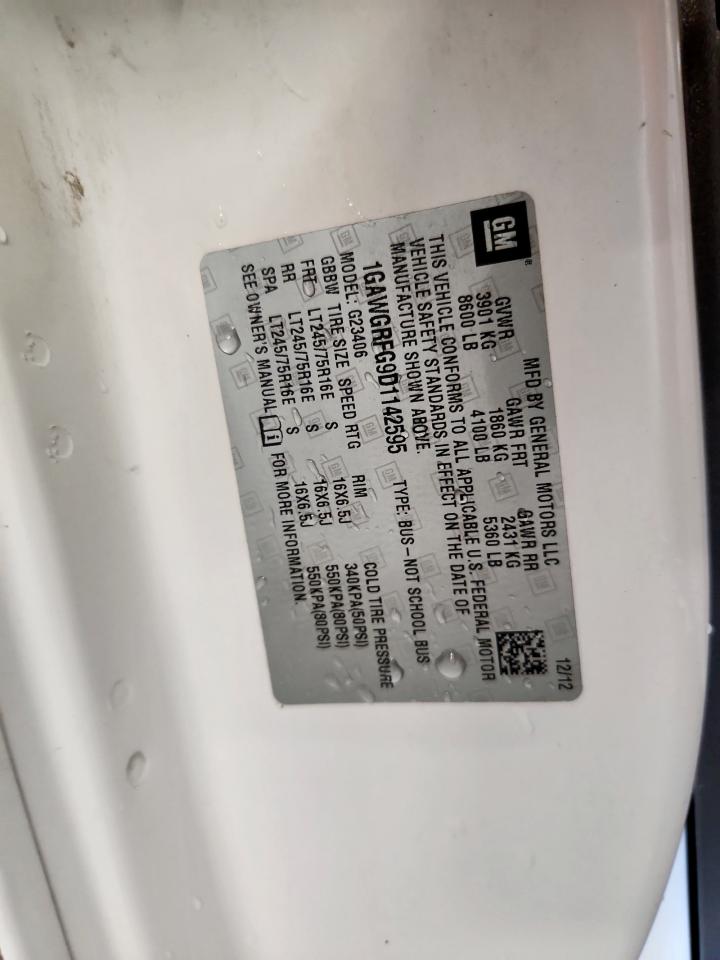 GM
MFD BY GENERAL MOTORS LLC 12/12
GVWR GAWR FRT GAWR RR
3901 KG 1860 KG 2431 KG
8600 LB 4100 LB 5360 LB
THIS VEHICLE CONFORMS TO ALL APPLICABLE U.S. FEDERAL MOTOR
VEHICLE SAFETY STANDARDS IN EFFECT ON THE DATE OF
MANUFACTURE SHOWN ABOVE.
1GAWGRFG9D1142595 TYPE: BUS–NOT SCHOOL BUS
MODEL: G23406
GBBW TIRE SIZE SPEED RTG RIM COLD TIRE PRESSURE
FRT LT245/75R16E S 16X6.5J 340KPA(50PSI)
RR LT245/75R16E S 16X6.5J 550KPA(80PSI)
SPA LT245/75R16E S 16X6.5J 550KPA(80PSI)
SEE OWNER'S MANUAL i FOR MORE INFORMATION.